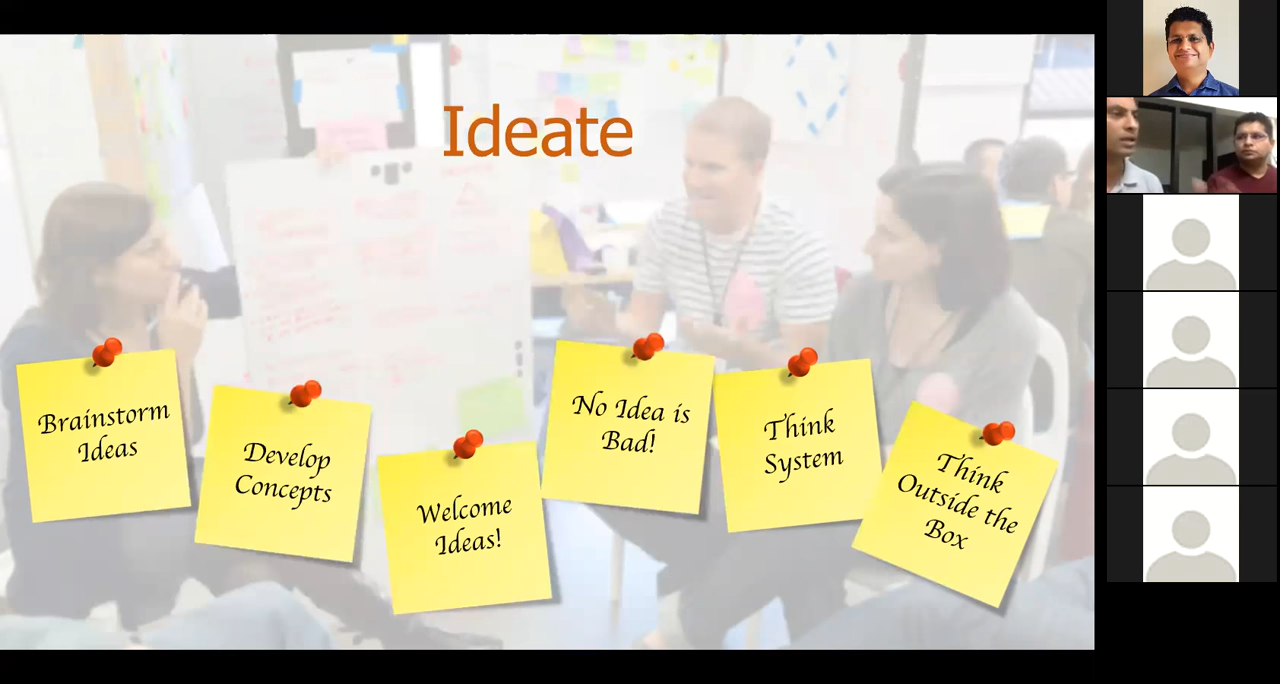 Ideate
Brainstorm
Ideas
Develop
Concepts
Welcome
Ideas!
No Idea is
Bad!
Think
System
Think
Outside the
Box